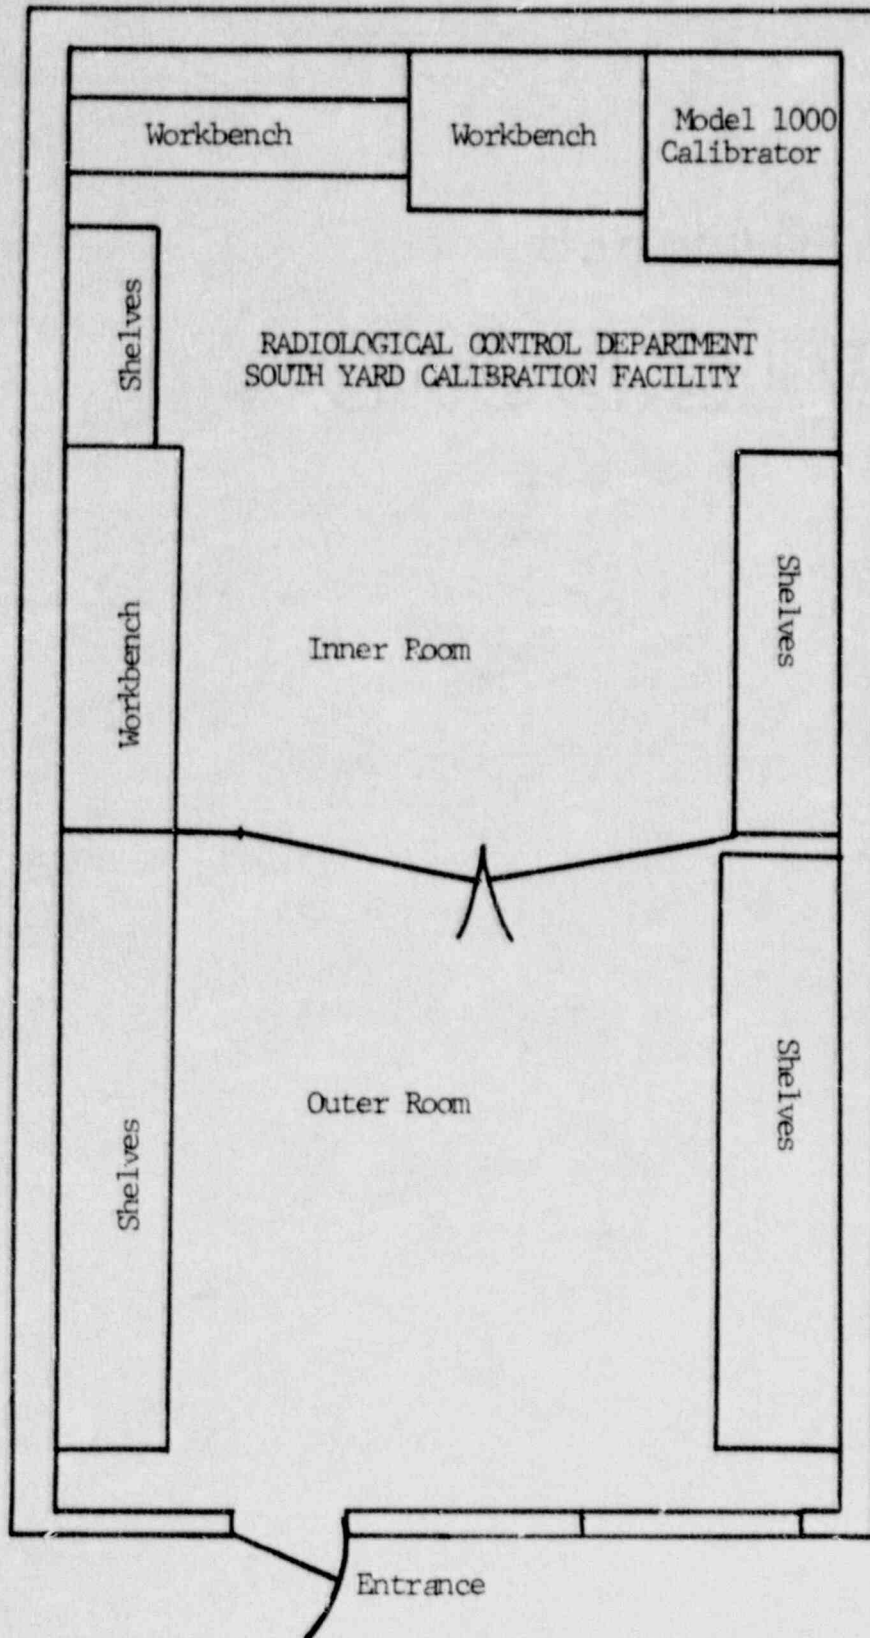 Workbench
Workbench
Model 1000
Calibrator
Shelves
RADIOLOGICAL CONTROL DEPARTMENT
SOUTH YARD CALIBRATION FACILITY
Workbench
Inner Room
Shelves
Shelves
Outer Room
Shelves
Entrance